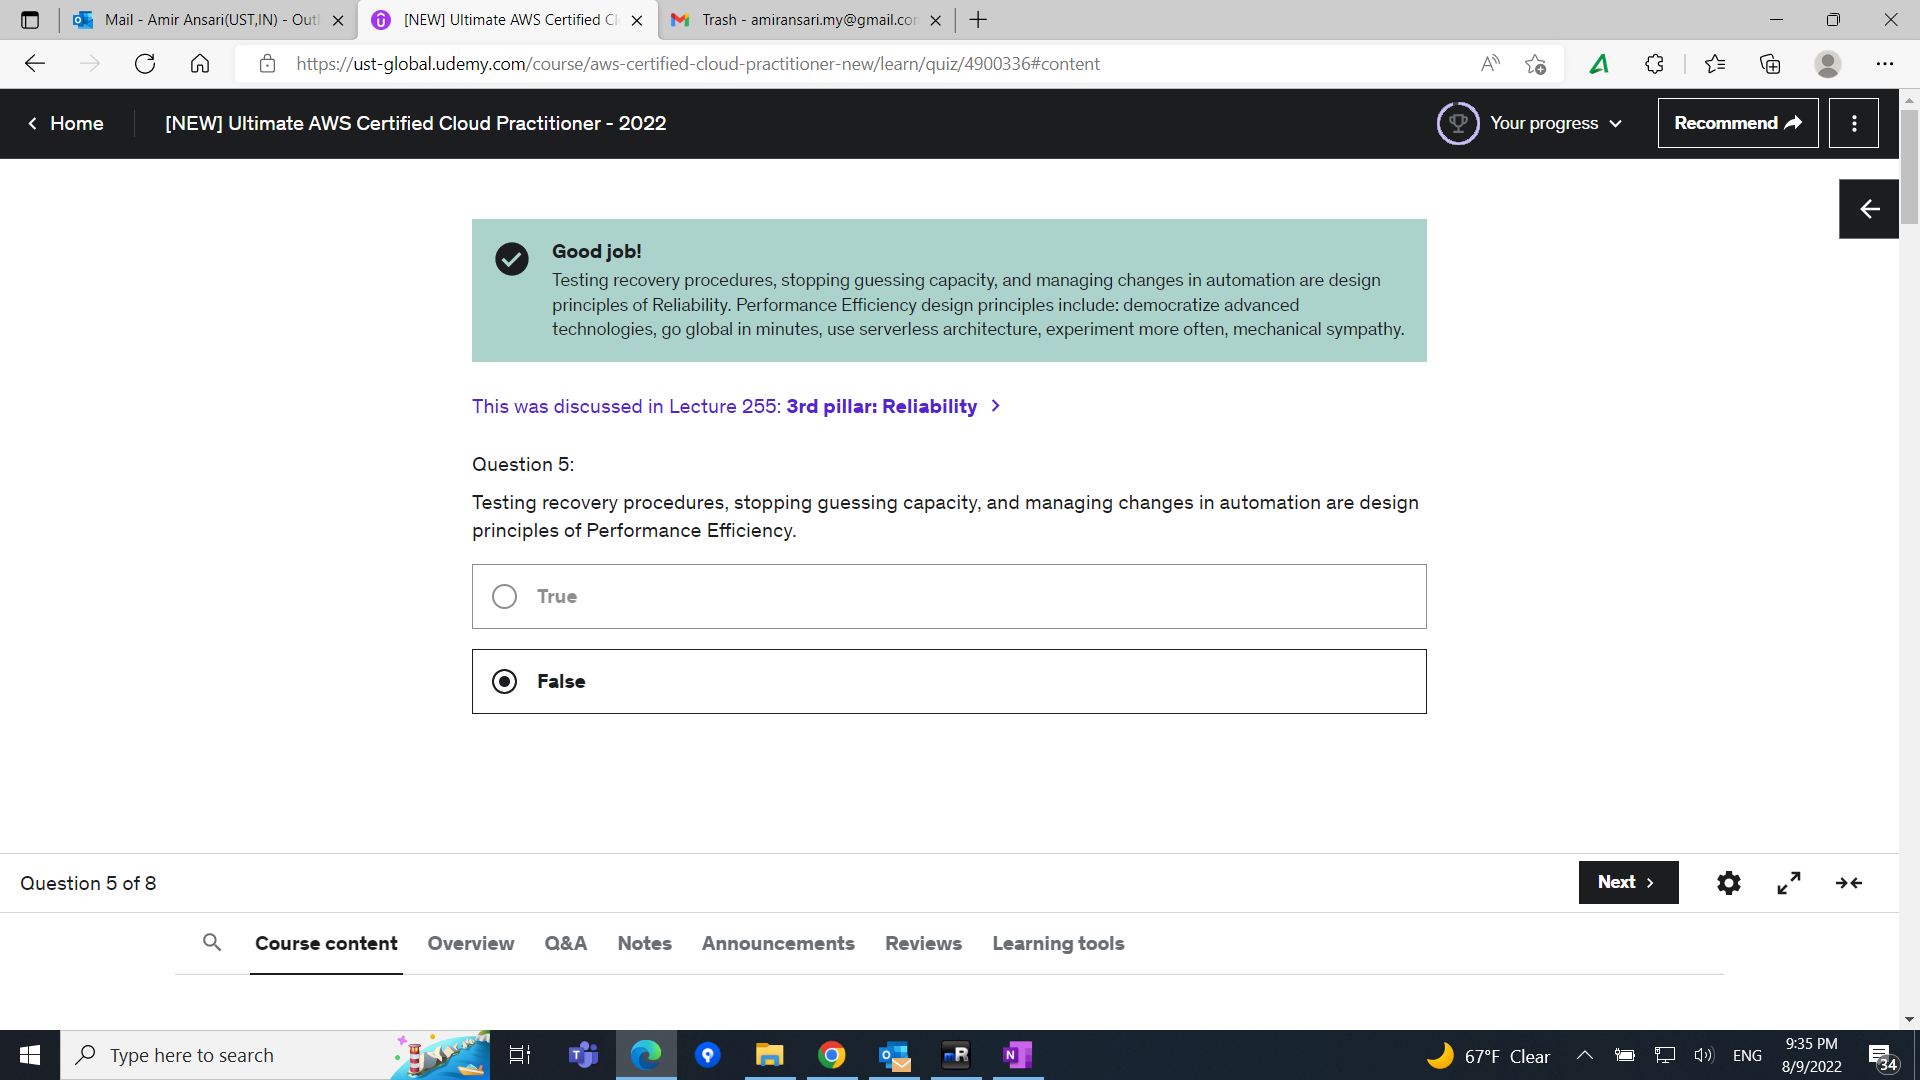 Mail - Amir Ansari(UST,IN) - Out
[NEW] Ultimate AWS Certified Cl
Trash - amiransari.my@gmail.co
https://ust-global.udemy.com/course/aws-certified-cloud-practitioner-new/learn/quiz/4900336#content
Home
[NEW] Ultimate AWS Certified Cloud Practitioner - 2022
Your progress
Recommend
Good job!
Testing recovery procedures, stopping guessing capacity, and managing changes in automation are design
principles of Reliability. Performance Efficiency design principles include: democratize advanced
technologies, go global in minutes, use serverless architecture, experiment more often, mechanical sympathy.
This was discussed in Lecture 255: 3rd pillar: Reliability
Question 5:
Testing recovery procedures, stopping guessing capacity, and managing changes in automation are design
principles of Performance Efficiency.
True
False
Question 5 of 8
Next
Course content
Overview
Q&A
Notes
Announcements
Reviews
Learning tools
Type here to search
67°F Clear
ENG
9:35 PM
8/9/2022
34